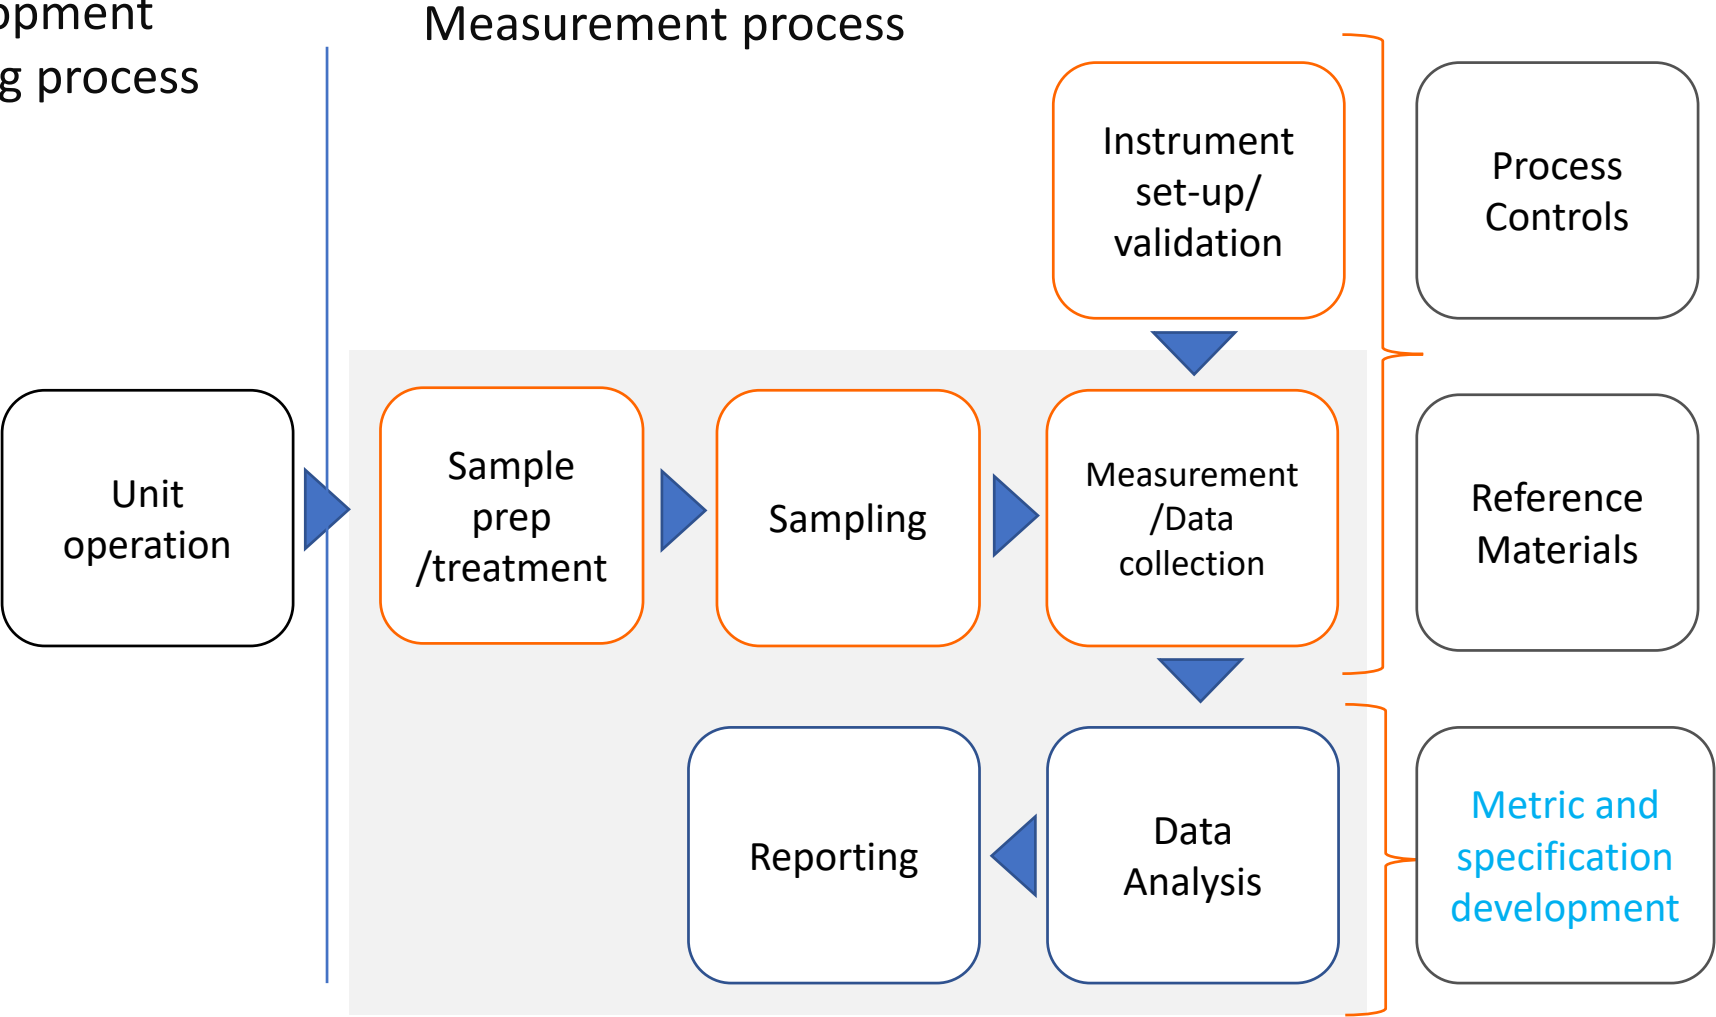 process
Measurement process
Instrument
set-up/
validation
Process
Controls
Unit
operation
Sample
prep
/treatment
Sampling
Measurement
/Data
collection
Reference
Materials
Reporting
Data
Analysis
Metric and
specification
development